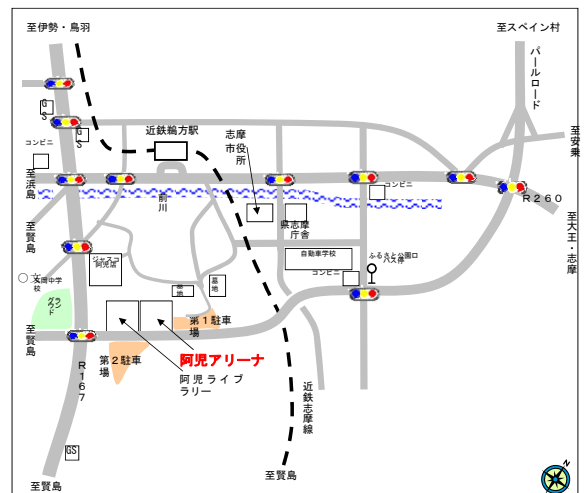 至伊勢・鳥羽
至スペイン村
パールロード
GS
GS
近鉄鵜方駅
志摩
市役
所
至安乗
コンビニ
至浜島
前川
コンビニ
R260
県志摩
庁舎
至大王・志摩
至賢島
ジャスコ
阿児店
自動車学校
コンビニ
ふるさと公園口
バス停
○文
文岡中学
校
グラウンド
墓地
墓地
第1駐車
場
至賢島
第2駐車
場
阿児アリーナ
阿児ライブ
ラリー
R167
近鉄志摩線
GS
至賢島
至賢島
N